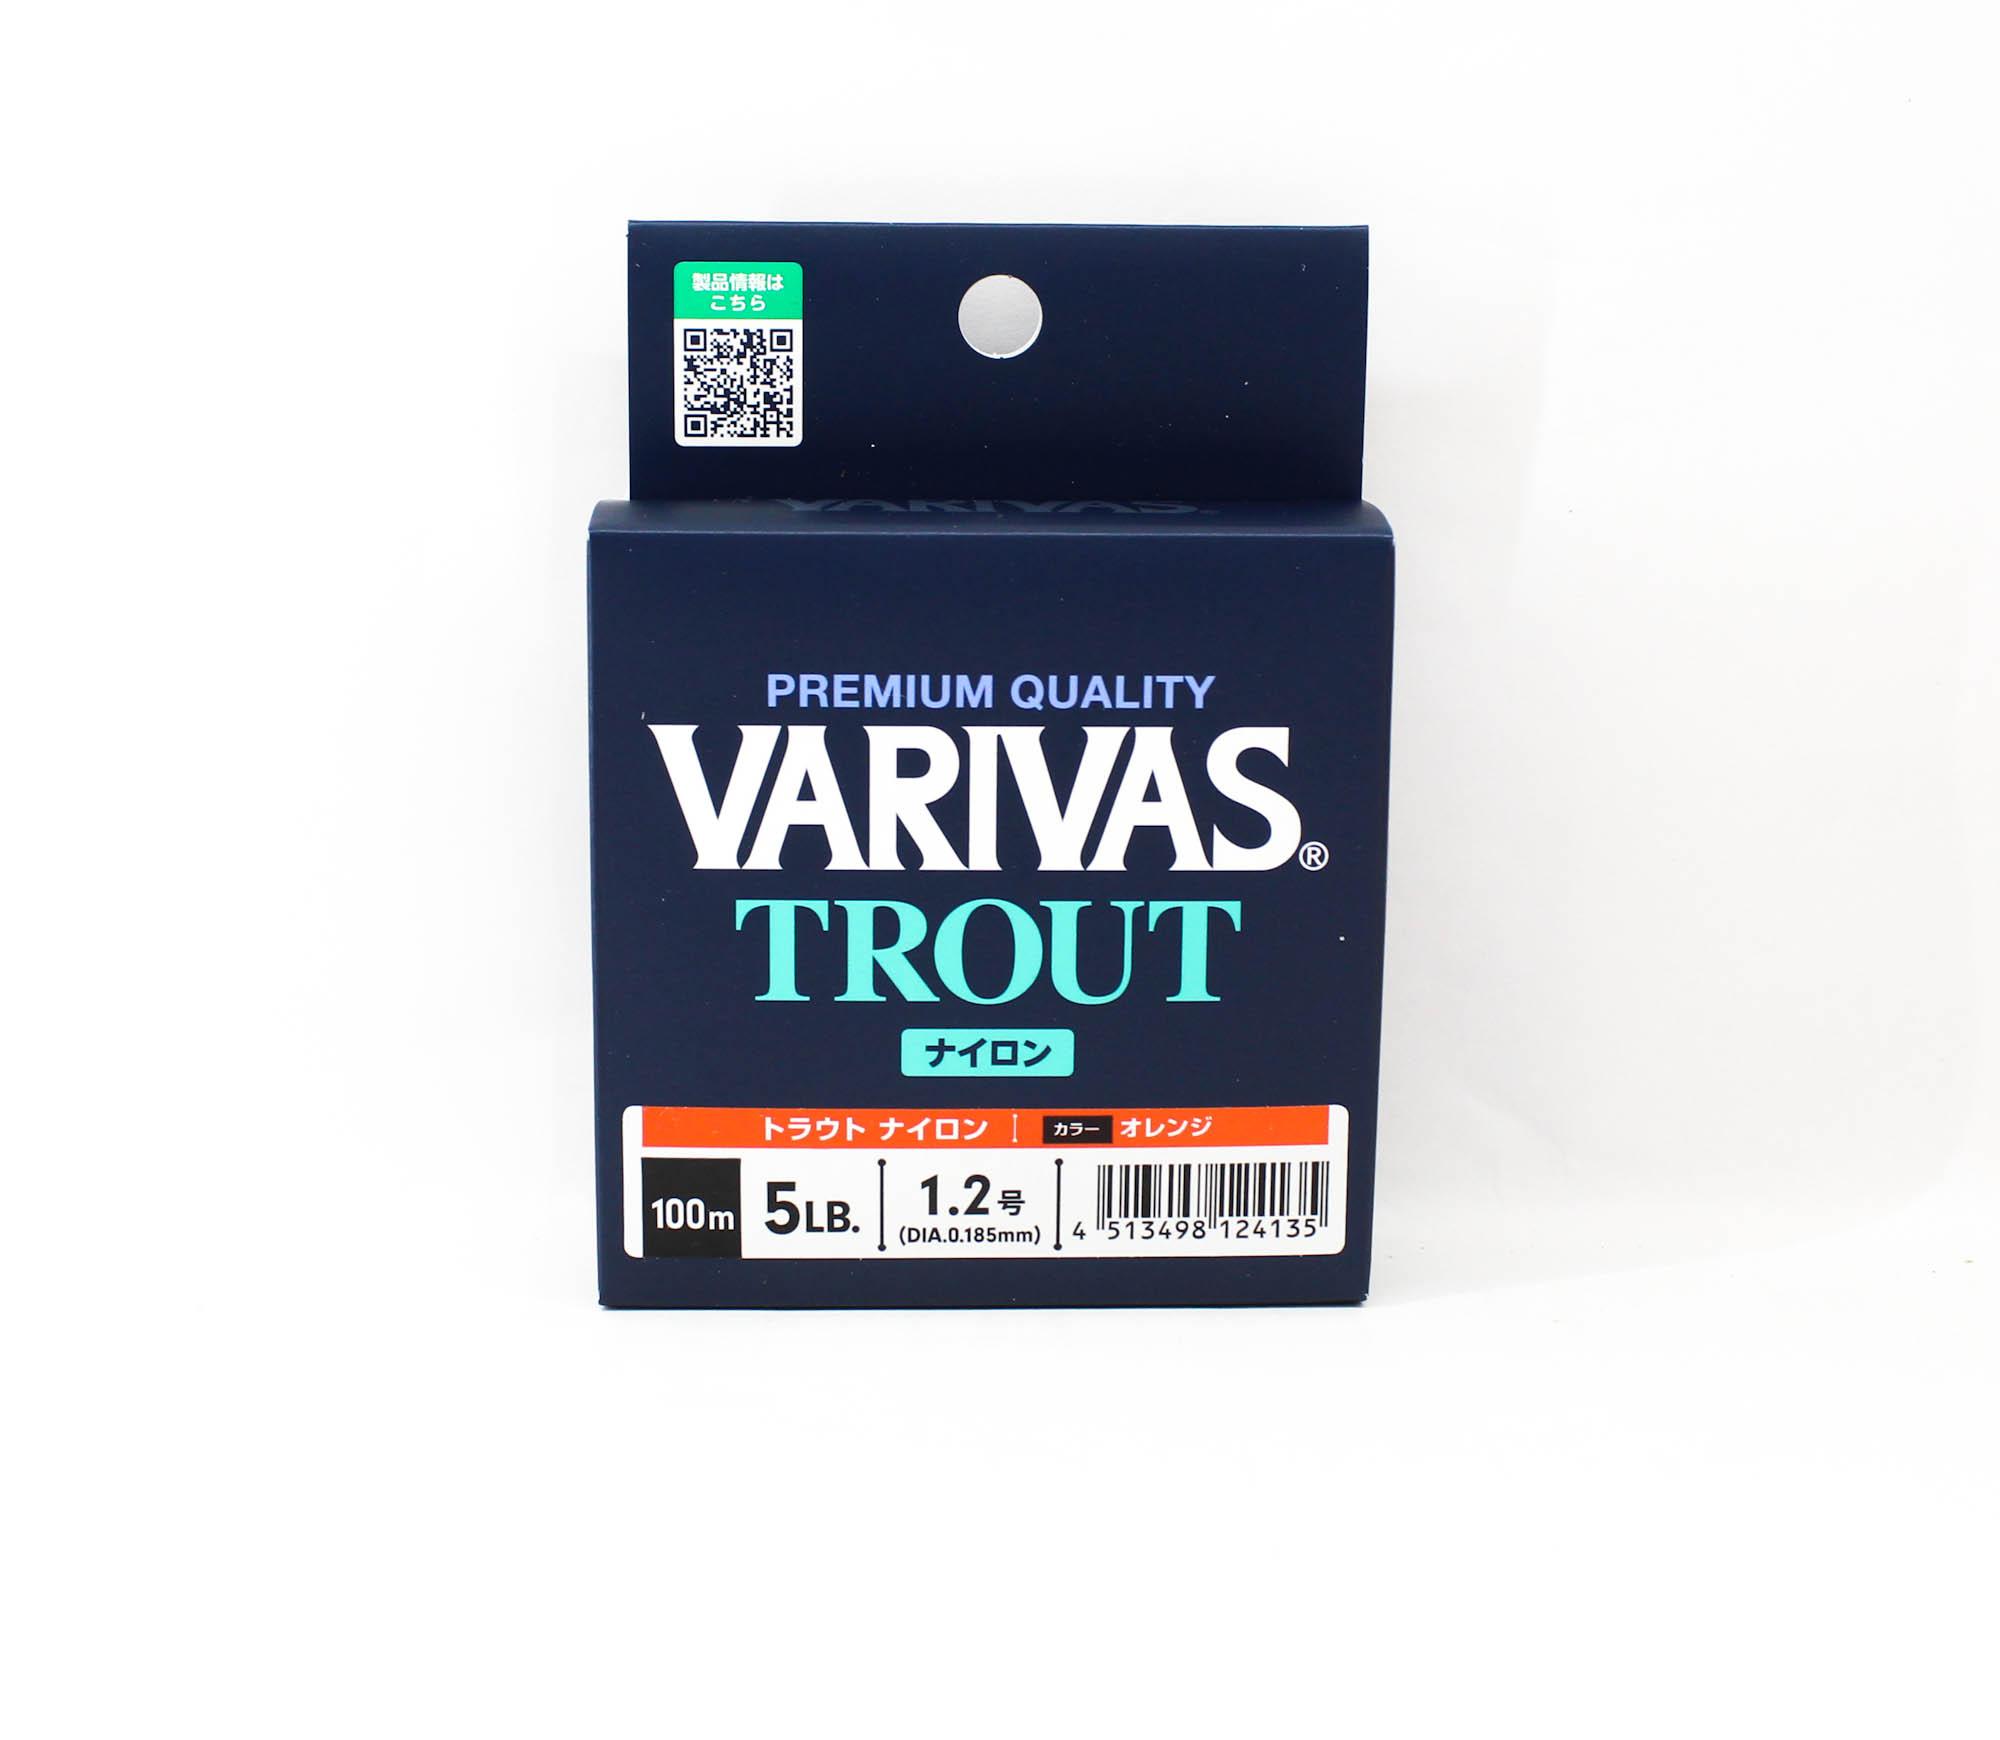 製品情報は
こちら
VARIVAS®
PREMIUM QUALITY
VARIVAS®
TROUT
ナイロン
トラウト ナイロン カラー オレンジ
100m 5LB. 1.2号
(DIA.0.185mm)
4 513498 124135